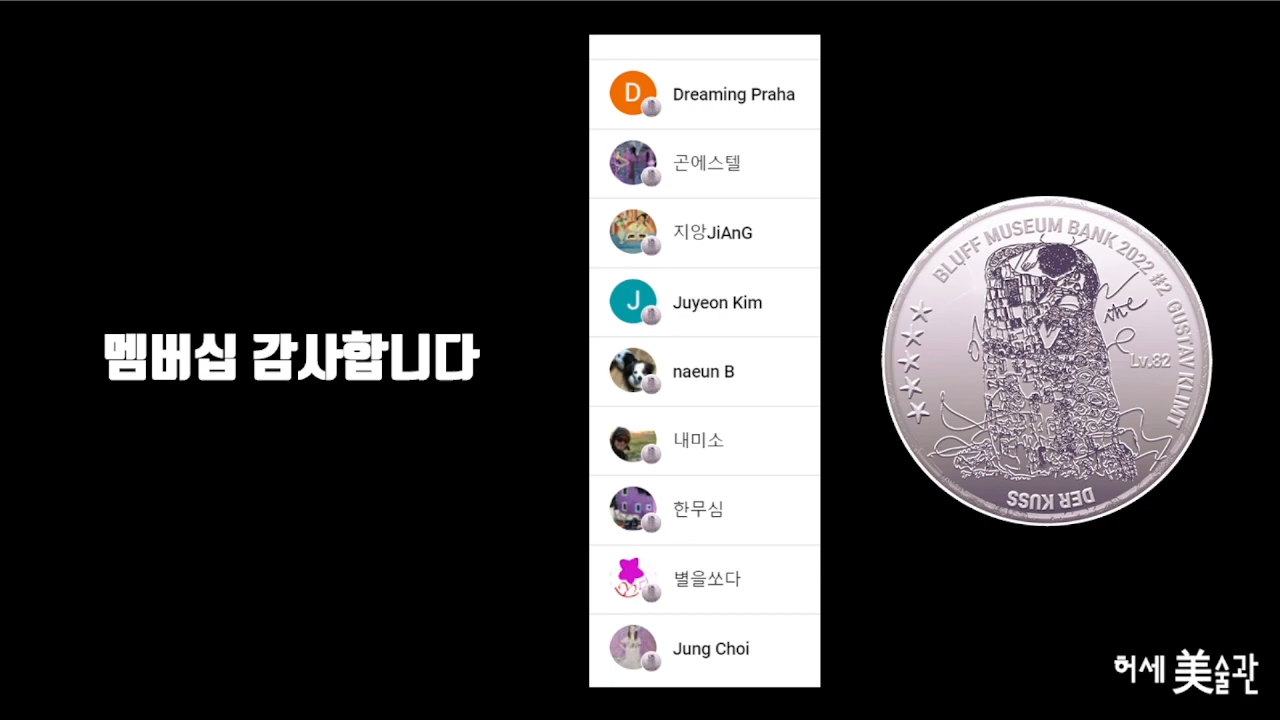 멤버십 감사합니다
D Dreaming Praha
곤에스텔
지앙JiAnG
J Juyeon Kim
naeun B
내미소
한무심
별을쏘다
Jung Choi
BLUFF MUSEUM BANK 2022 #2 GUSTAV KLIMT
Lv.82
DER KUSS
허세 美술관